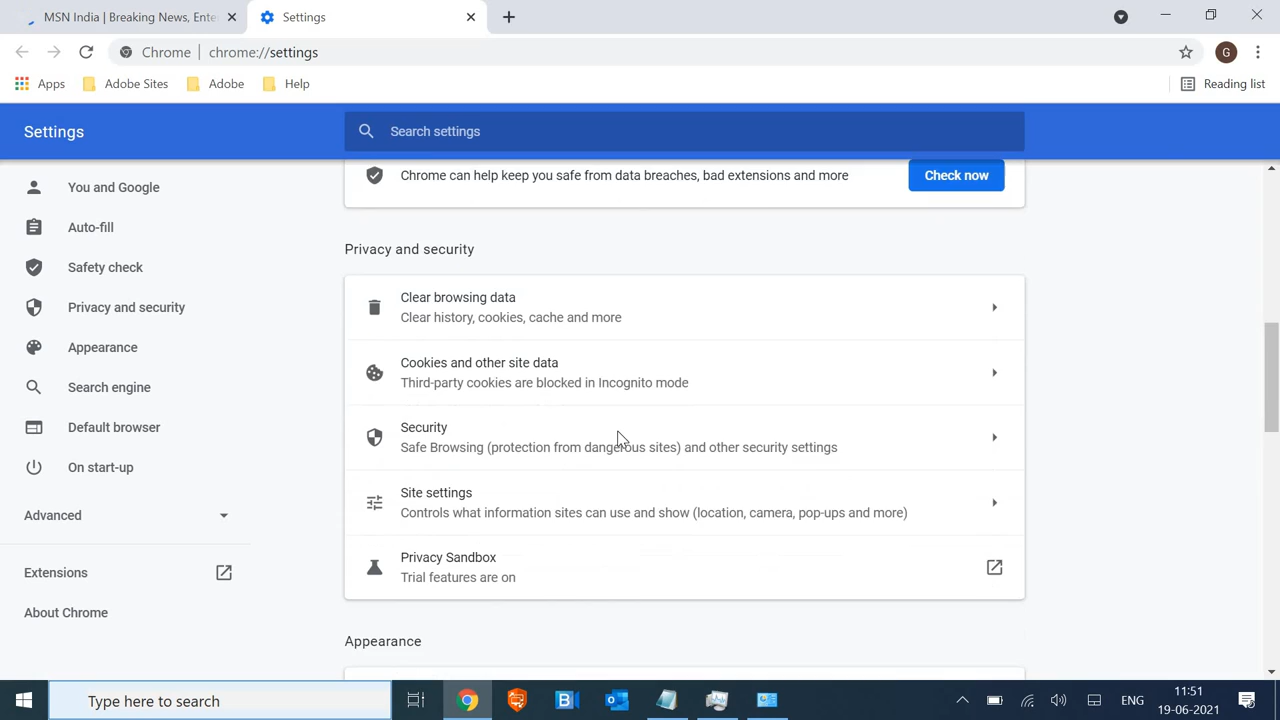 MSN India | Breaking News, Ente
Settings
Chrome
chrome://settings
G
Apps
Adobe Sites
Adobe
Help
Reading list
Settings
Search settings
You and Google
Auto-fill
Safety check
Privacy and security
Appearance
Search engine
Default browser
On start-up
Advanced
Extensions
About Chrome
Chrome can help keep you safe from data breaches, bad extensions and more
Check now
Privacy and security
Clear browsing data
Clear history, cookies, cache and more
Cookies and other site data
Third-party cookies are blocked in Incognito mode
Security
Safe Browsing (protection from dangerous sites) and other security settings
Site settings
Controls what information sites can use and show (location, camera, pop-ups and more)
Privacy Sandbox
Trial features are on
Appearance
Type here to search
ENG
11:51
19-06-2021